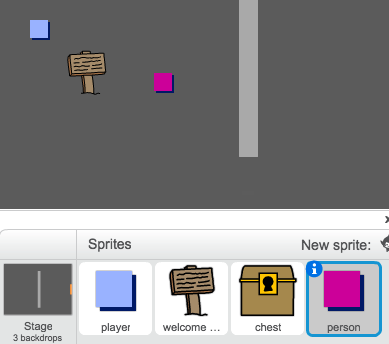 Sprites
New sprite:
Stage
3 backdrops
player
welcome ...
chest
person